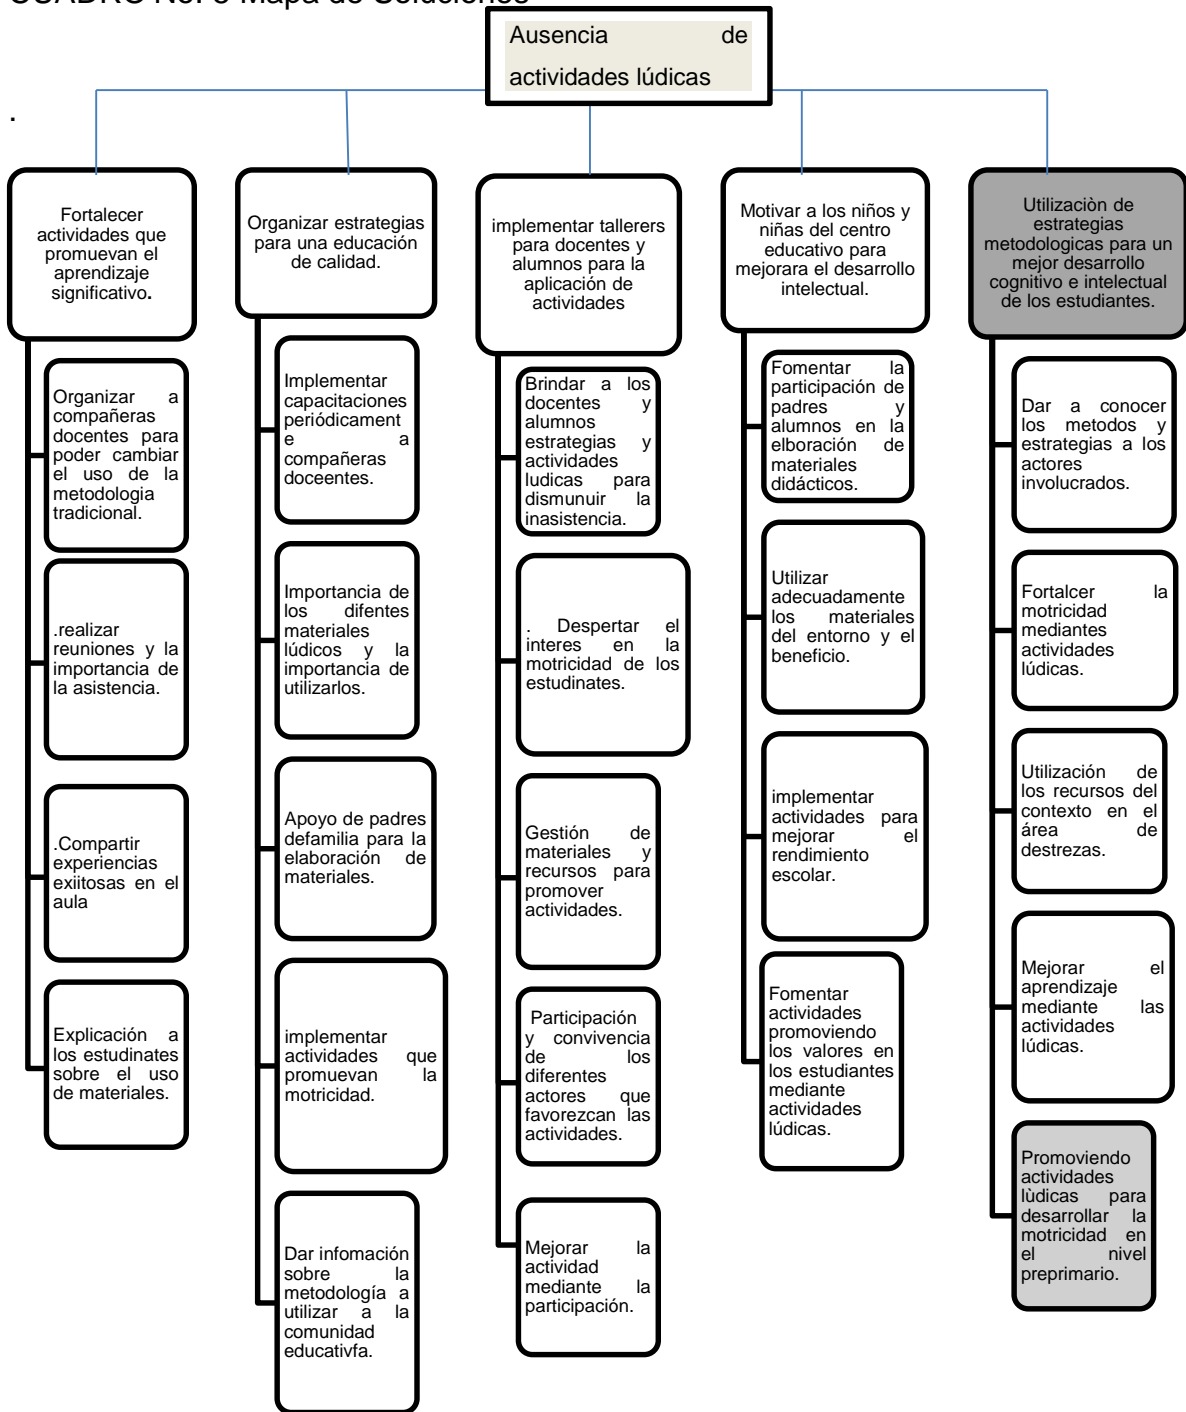 Ausencia de
actividades lúdicas
.
Fortalecer
actividades que
promuevan el
aprendizaje
significativo.
Organizar a
compañeras
docentes para
poder cambiar
el uso de la
metodologia
tradicional.
.realizar
reuniones y la
importancia de
la asistencia.
.Compartir
experiencias
exiitosas en el
aula
Explicación a
los estudinates
sobre el uso
de materiales.
Organizar estrategias
para una educación
de calidad.
Implementar
capacitaciones
periódicament
e a
compañeras
doceentes.
Importancia de
los difentes
materiales
lúdicos y la
importancia de
utilizarlos.
Apoyo de padres
defamilia para la
elaboración de
materiales.
implementar
actividades que
promuevan la
motricidad.
Dar infomación
sobre la
metodología a
utilizar a la
comunidad
educativfa.
implementar tallerers
para docentes y
alumnos para la
aplicación de
actividades
Brindar a los
docentes y
alumnos
estrategias y
actividades
ludicas para
dismunuir la
inasistencia.
. Despertar el
interes en la
motricidad de los
estudinates.
Gestión de
materiales y
recursos para
promover
actividades.
Participación
y convivencia
de los
diferentes
actores que
favorezcan las
actividades.
Mejorar la
actividad
mediante la
participación.
Motivar a los niños y
niñas del centro
educativo para
mejorara el desarrollo
intelectual.
Fomentar la
participación de
padres y
alumnos en la
elboración de
materiales
didácticos.
Utilizar
adecuadamente
los materiales
del entorno y el
beneficio.
implementar
actividades para
mejorar el
rendimiento
escolar.
Fomentar
actividades
promoviendo
los valores en
los estudiantes
mediante
actividades
lúdicas.
Utilizaciòn de
estrategias
metodologicas para un
mejor desarrollo
cognitivo e intelectual
de los estudiantes.
Dar a conocer
los metodos y
estrategias a los
actores
involucrados.
Fortalcer la
motricidad
mediantes
actividades
lúdicas.
Utilización de
los recursos del
contexto en el
área de
destrezas.
Mejorar el
aprendizaje
mediante las
actividades
lúdicas.
Promoviendo
actividades
lùdicas para
desarrollar la
motricidad en
el nivel
preprimario.